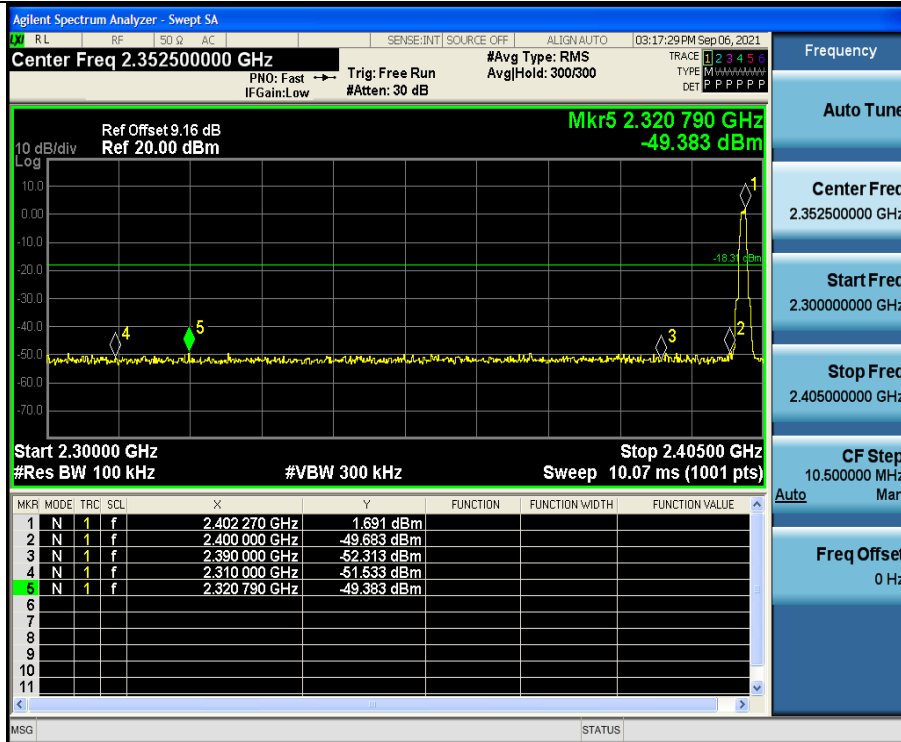 Agilent Spectrum Analyzer - Swept SA
LXI RL RF 50 Ω AC SENSE:INT SOURCE OFF ALIGN AUTO 03:17:29 PM Sep 06, 2021
Center Freq 2.352500000 GHz
#Avg Type: RMS
TRACE 1 2 3 4 5 6
PNO: Fast
Trig: Free Run
Avg|Hold: 300/300
TYPE M
IFGain:Low
#Atten: 30 dB
DET P P P P P P
Mkr5 2.320 790 GHz
-49.383 dBm
Ref Offset 9.16 dB
10 dB/div Ref 20.00 dBm
Log
10.0
0.00
-10.0
-20.0
-30.0
-40.0
-50.0
-60.0
-70.0
1
-18.31 dBm
4
5
3
2
Start 2.30000 GHz Stop 2.40500 GHz
#Res BW 100 kHz #VBW 300 kHz Sweep 10.07 ms (1001 pts)
MKR MODE TRC SCL X Y FUNCTION FUNCTION WIDTH FUNCTION VALUE
1 N 1 f 2.402 270 GHz 1.691 dBm
2 N 1 f 2.400 000 GHz -49.683 dBm
3 N 1 f 2.390 000 GHz -52.313 dBm
4 N 1 f 2.310 000 GHz -51.533 dBm
5 N 1 f 2.320 790 GHz -49.383 dBm
6
7
8
9
10
11
MSG STATUS
Frequency
Auto Tune
Center Freq
2.352500000 GHz
Start Freq
2.300000000 GHz
Stop Freq
2.405000000 GHz
CF Step
10.500000 MHz
Auto Man
Freq Offset
0 Hz